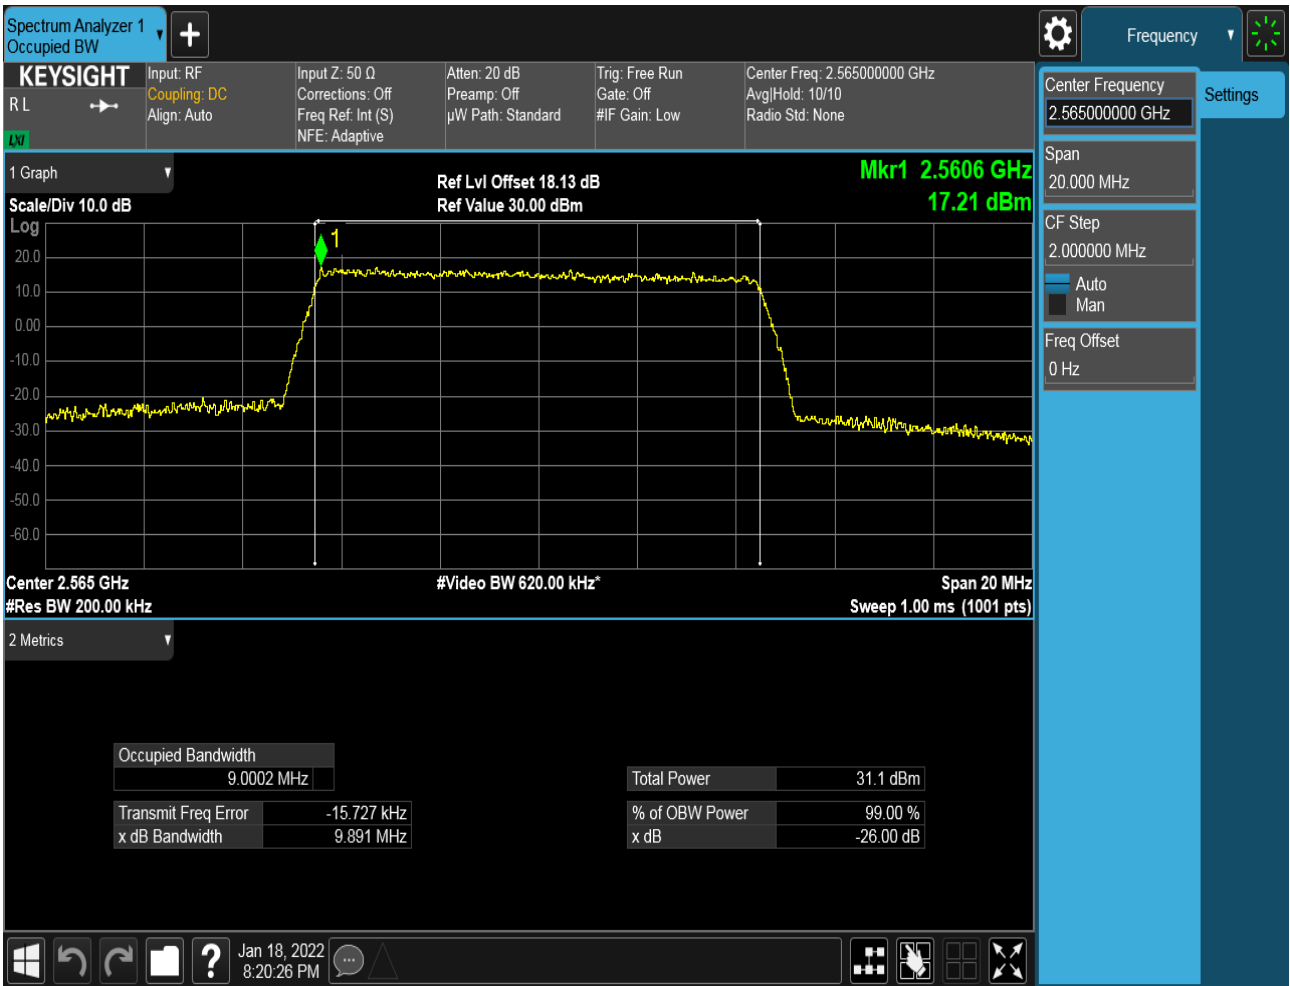 Spectrum Analyzer 1
Occupied BW
+
Frequency
KEYSIGHT
R L
LXI
Input: RF
Coupling: DC
Align: Auto
Input Z: 50 Ω
Corrections: Off
Freq Ref: Int (S)
NFE: Adaptive
Atten: 20 dB
Preamp: Off
µW Path: Standard
Trig: Free Run
Gate: Off
#IF Gain: Low
Center Freq: 2.565000000 GHz
Avg|Hold: 10/10
Radio Std: None
Center Frequency
2.565000000 GHz
Settings
Span
20.000 MHz
CF Step
2.000000 MHz
Auto
Man
Freq Offset
0 Hz
1 Graph
Scale/Div 10.0 dB
Ref Lvl Offset 18.13 dB
Ref Value 30.00 dBm
Mkr1 2.5606 GHz
17.21 dBm
Log
1
20.0
10.0
0.00
-10.0
-20.0
-30.0
-40.0
-50.0
-60.0
Center 2.565 GHz
#Video BW 620.00 kHz*
Span 20 MHz
#Res BW 200.00 kHz
Sweep 1.00 ms (1001 pts)
2 Metrics
Occupied Bandwidth
9.0002 MHz
Total Power 31.1 dBm
Transmit Freq Error -15.727 kHz
% of OBW Power 99.00 %
x dB Bandwidth 9.891 MHz
x dB -26.00 dB
?
Jan 18, 2022
8:20:26 PM